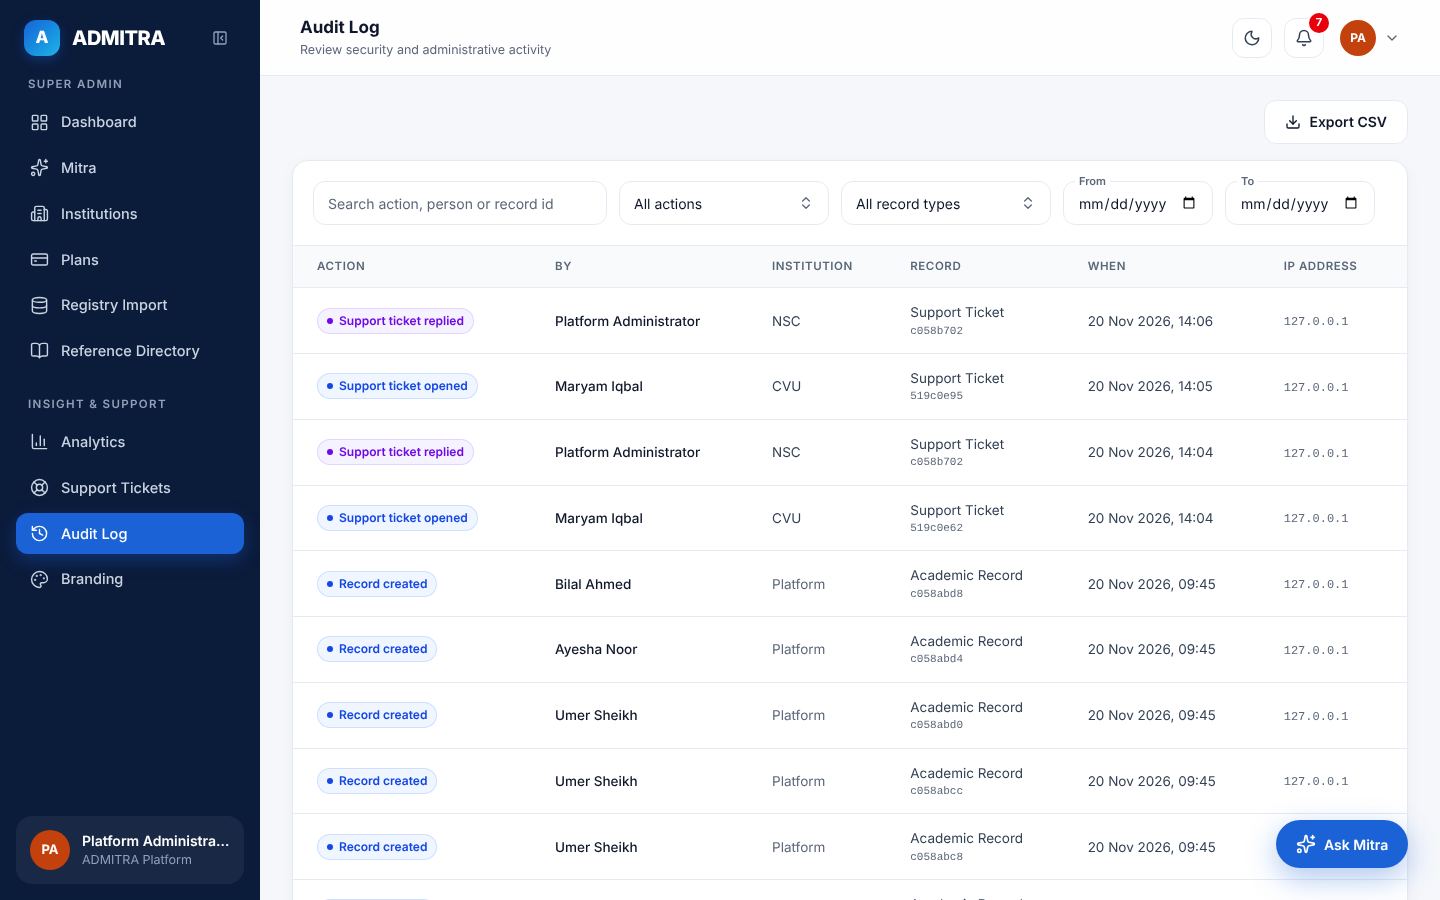 A ADMITRA
SUPER ADMIN
Dashboard
Mitra
Institutions
Plans
Registry Import
Reference Directory
INSIGHT & SUPPORT
Analytics
Support Tickets
Audit Log
Branding
PA Platform Administra...
ADMITRA Platform
Audit Log
Review security and administrative activity
7
PA
Export CSV
Search action, person or record id
All actions
All record types
From
mm/dd/yyyy
To
mm/dd/yyyy
ACTION BY INSTITUTION RECORD WHEN IP ADDRESS
Support ticket replied Platform Administrator NSC Support Ticket 20 Nov 2026, 14:06 127.0.0.1
c058b702
Support ticket opened Maryam Iqbal CVU Support Ticket 20 Nov 2026, 14:05 127.0.0.1
519c0e95
Support ticket replied Platform Administrator NSC Support Ticket 20 Nov 2026, 14:04 127.0.0.1
c058b702
Support ticket opened Maryam Iqbal CVU Support Ticket 20 Nov 2026, 14:04 127.0.0.1
519c0e62
Record created Bilal Ahmed Platform Academic Record 20 Nov 2026, 09:45 127.0.0.1
c058abd8
Record created Ayesha Noor Platform Academic Record 20 Nov 2026, 09:45 127.0.0.1
c058abd4
Record created Umer Sheikh Platform Academic Record 20 Nov 2026, 09:45 127.0.0.1
c058abd0
Record created Umer Sheikh Platform Academic Record 20 Nov 2026, 09:45 127.0.0.1
c058abcc
Record created Umer Sheikh Platform Academic Record 20 Nov 2026, 09:45
c058abc8
Ask Mitra